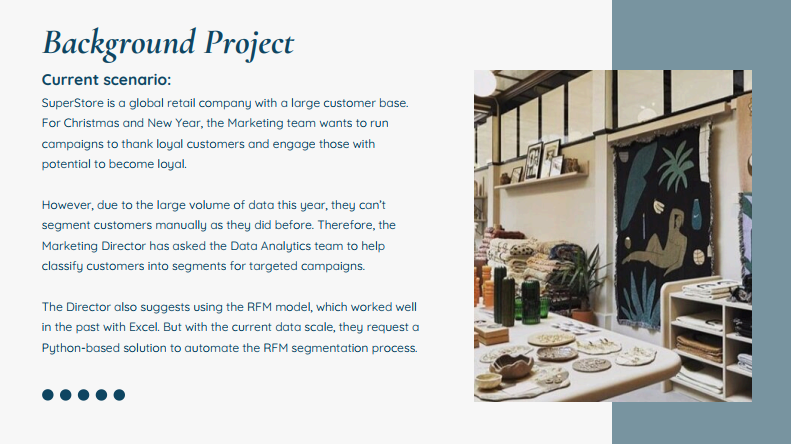 Background Project
Current scenario:
SuperStore is a global retail company with a large customer base.
For Christmas and New Year, the Marketing team wants to run
campaigns to thank loyal customers and engage those with
potential to become loyal.
However, due to the large volume of data this year, they can't
segment customers manually as they did before. Therefore, the
Marketing Director has asked the Data Analytics team to help
classify customers into segments for targeted campaigns.
The Director also suggests using the RFM model, which worked well
in the past with Excel. But with the current data scale, they request a
Python-based solution to automate the RFM segmentation process.